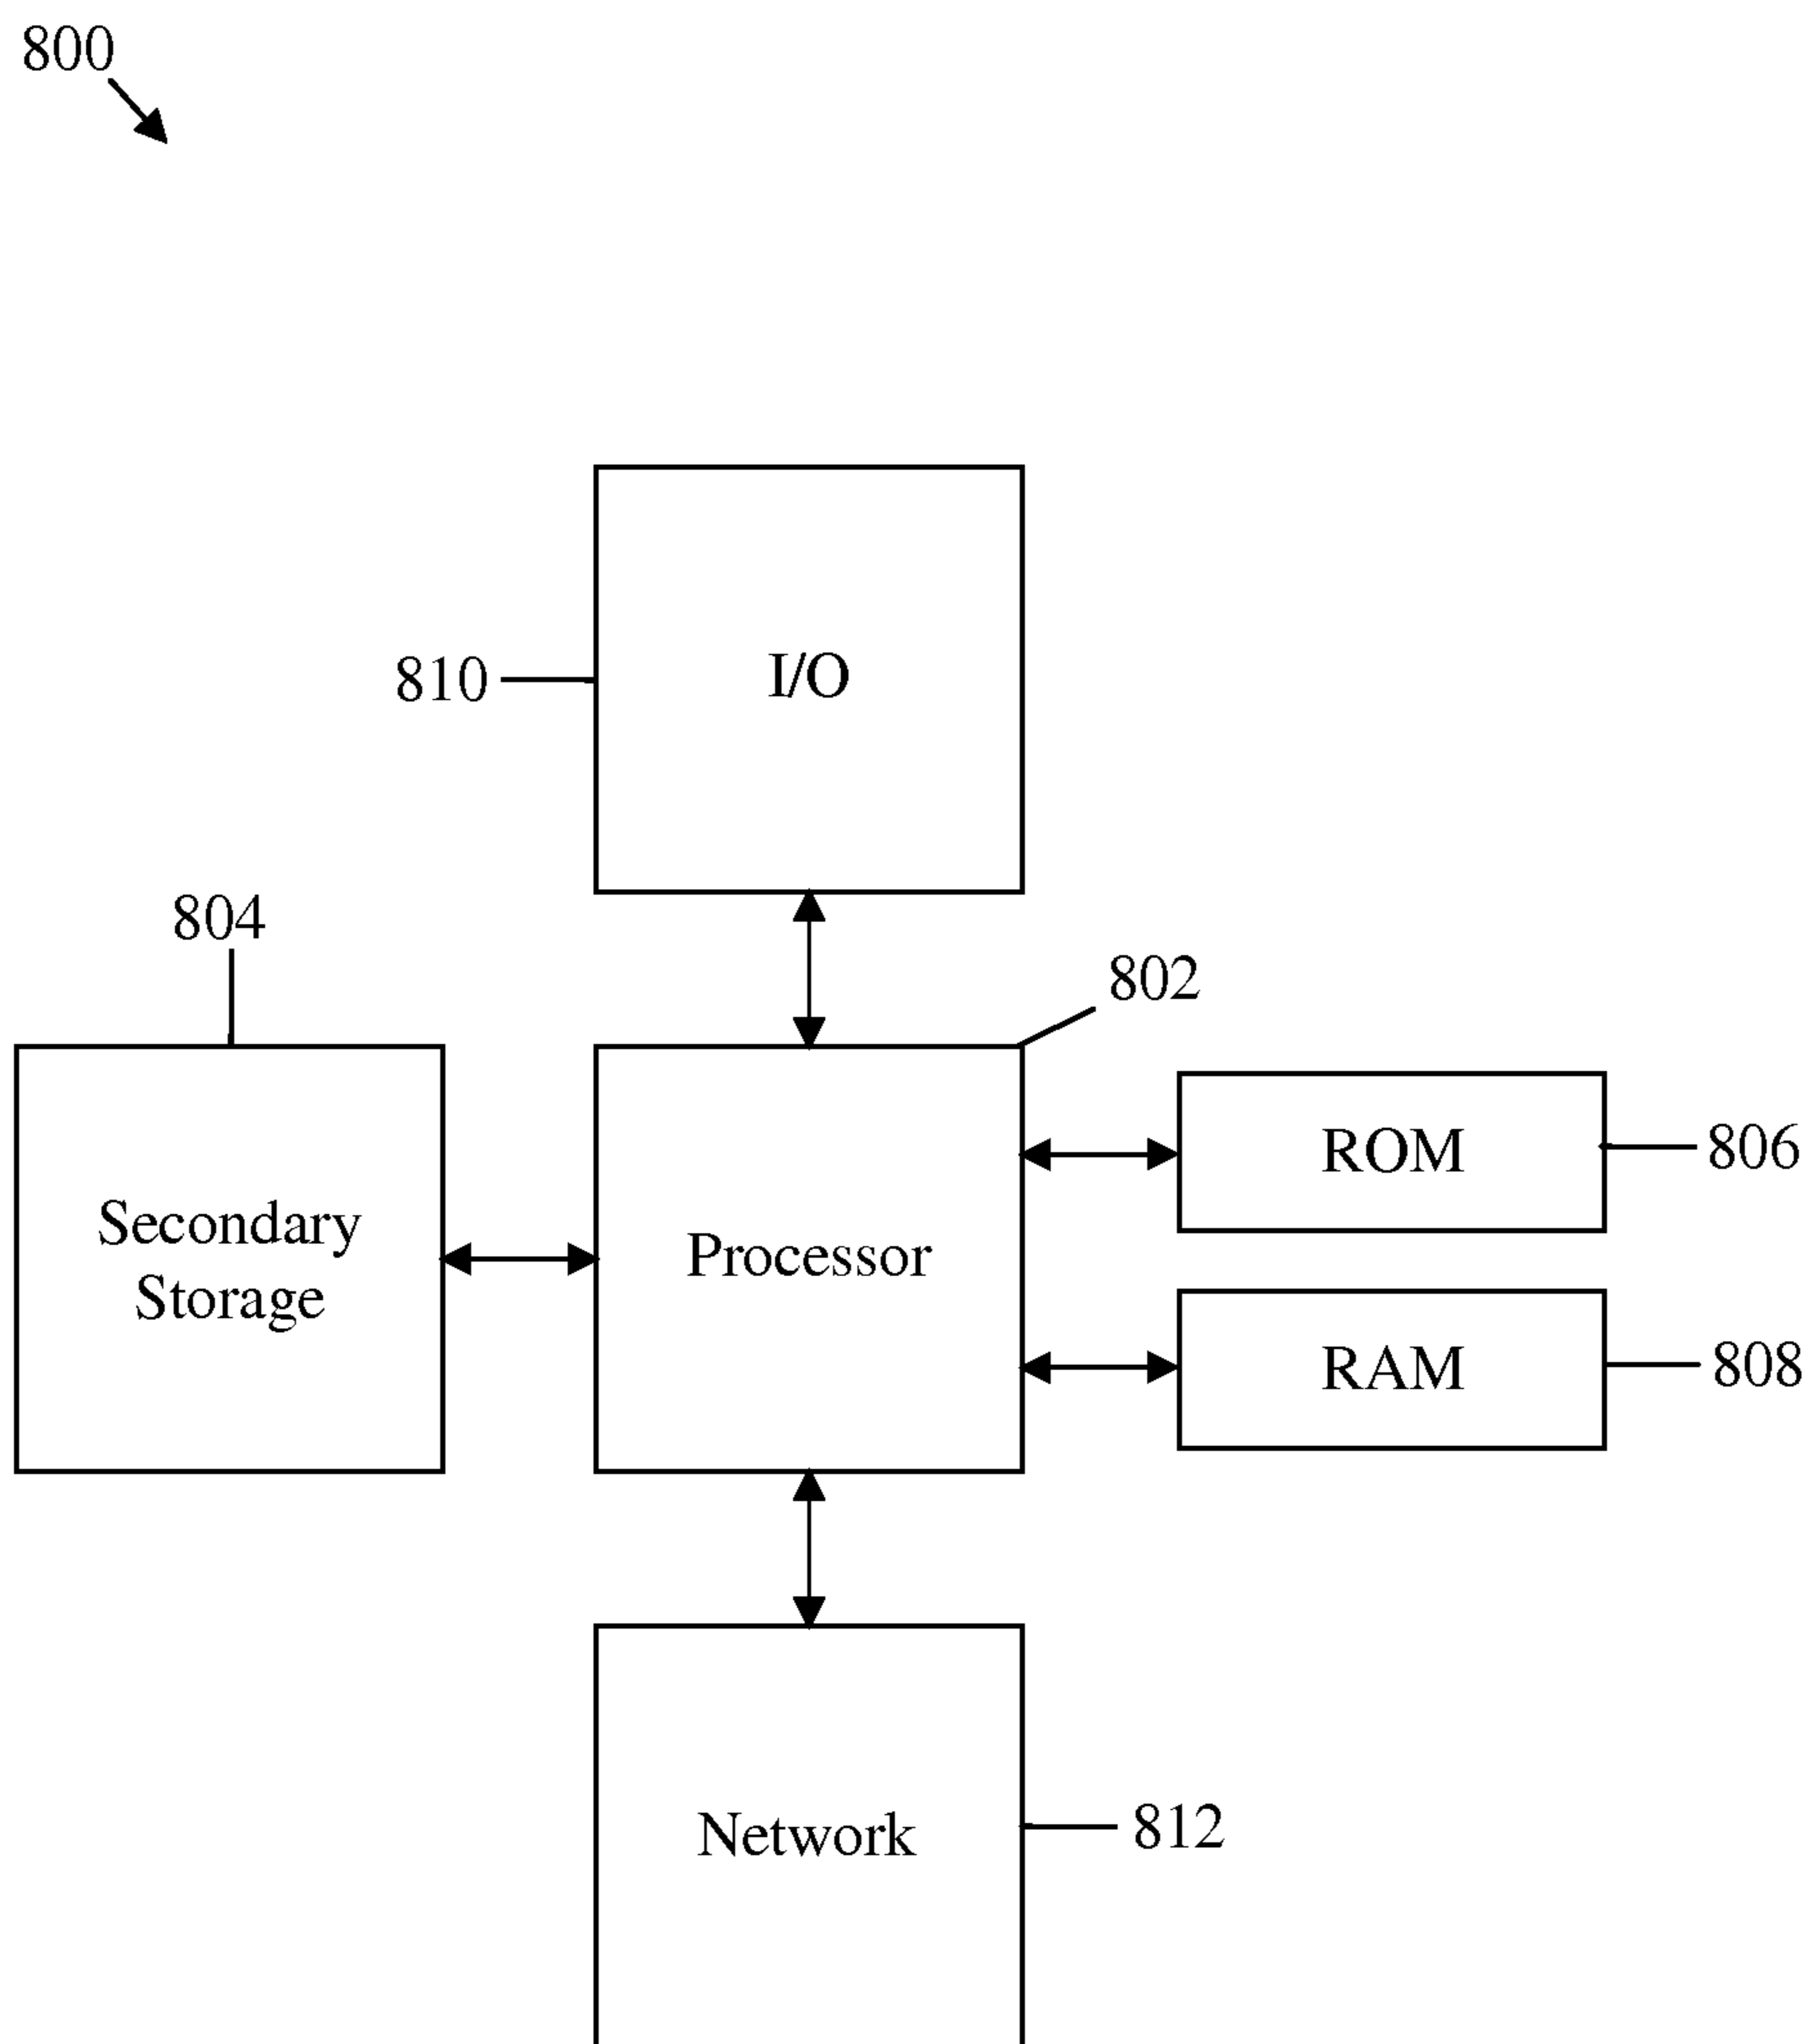 800
I/O
810
804
802
ROM
806
Secondary
Storage
Processor
RAM
808
Network
812